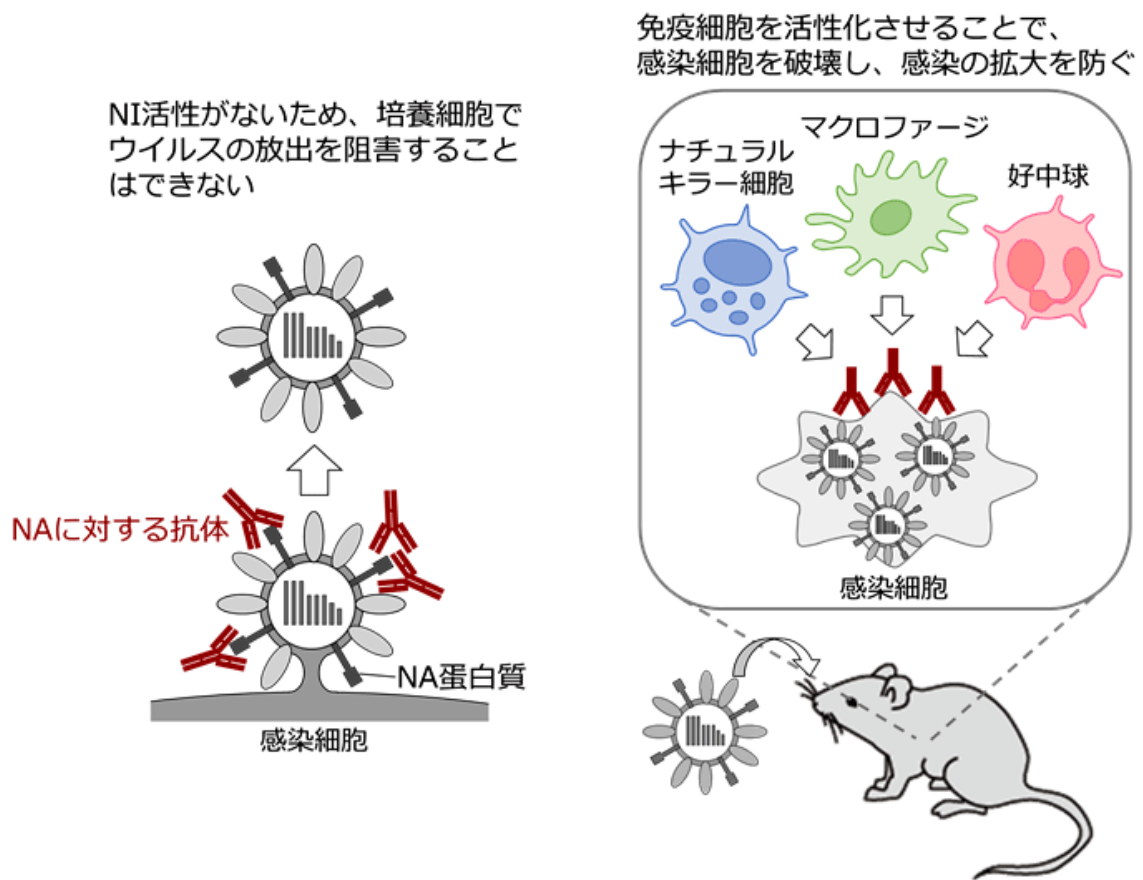 NI活性がないため、培養細胞で
ウイルスの放出を阻害すること
はできない
NAに対する抗体
NA蛋白質
感染細胞
免疫細胞を活性化させることで、
感染細胞を破壊し、感染の拡大を防ぐ
マクロファージ
ナチュラル
キラー細胞
好中球
感染細胞